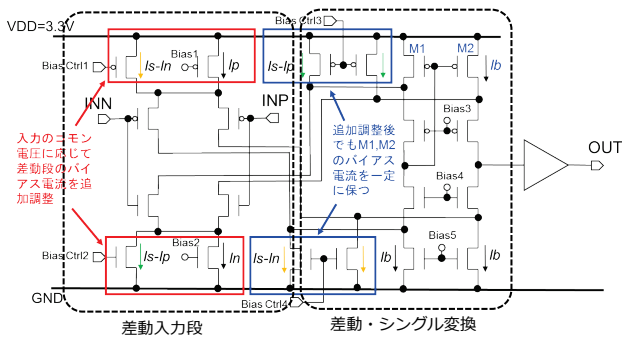 VDD=3.3V
Bias Ctrl3
Bias Ctrl1
Is-In
Bias1
Ip
Is-Ip
M1
M2
Ib
INN
INP
Bias3
入力のコモン
電圧に応じて
差動段のバイ
アス電流を追
加調整
追加調整後
でもM1,M2
のバイアス
電流を一定
に保つ
OUT
Bias4
Bias Ctrl2
Is-Ip
Bias2
In
Is-In
Ib
Bias5
Ib
GND
Bias Ctrl4
差動入力段
差動・シングル変換